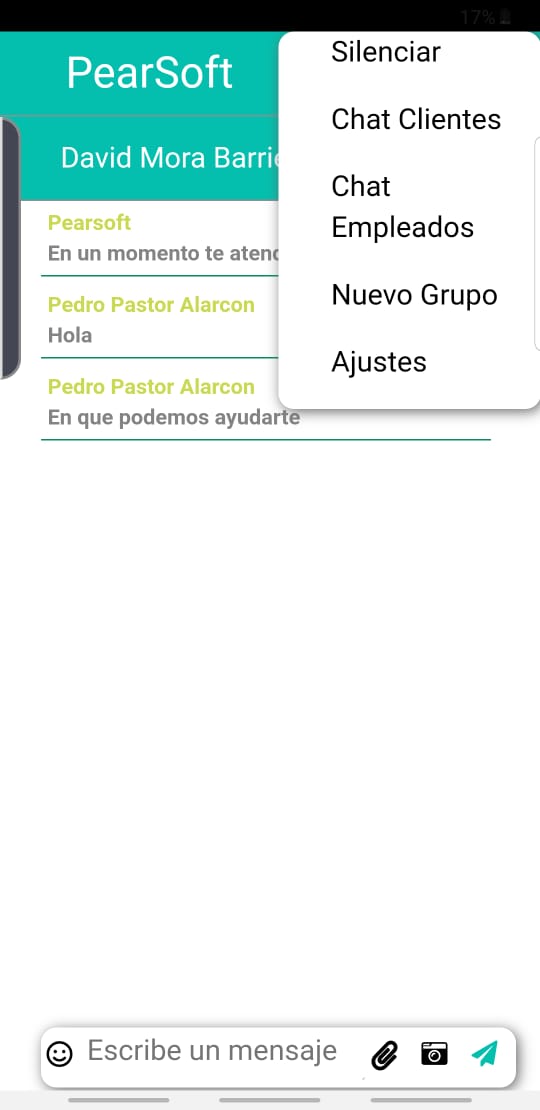 17%
PearSoft
David Mora Barrie
Silenciar
Chat Clientes
Chat
Empleados
Nuevo Grupo
Ajustes
Pearsoft
En un momento te atenc
Pedro Pastor Alarcon
Hola
Pedro Pastor Alarcon
En que podemos ayudarte
Escribe un mensaje